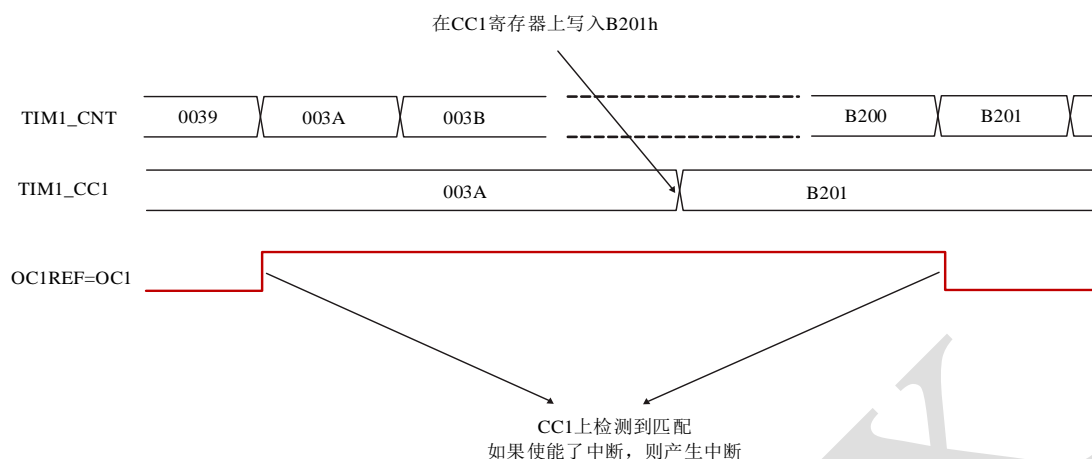 在CC1寄存器上写入B201h
TIM1_CNT 0039 003A 003B B200 B201
TIM1_CC1 003A B201
OC1REF=OC1
CC1上检测到匹配
如果使能了中断，则产生中断